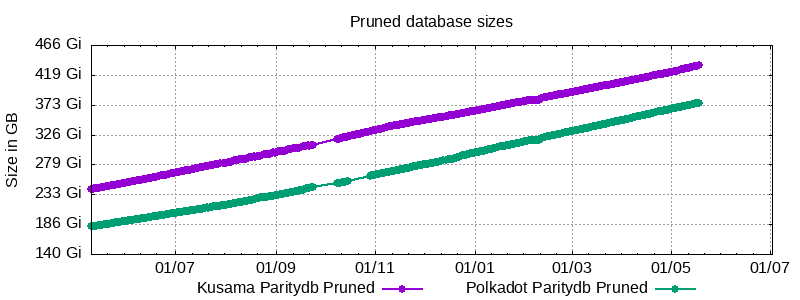 Pruned database sizes
466 Gi
419 Gi
373 Gi
326 Gi
279 Gi
233 Gi
186 Gi
140 Gi
Size in GB
01/07 01/09 01/11 01/01 01/03 01/05 01/07
Kusama Paritydb Pruned Polkadot Paritydb Pruned